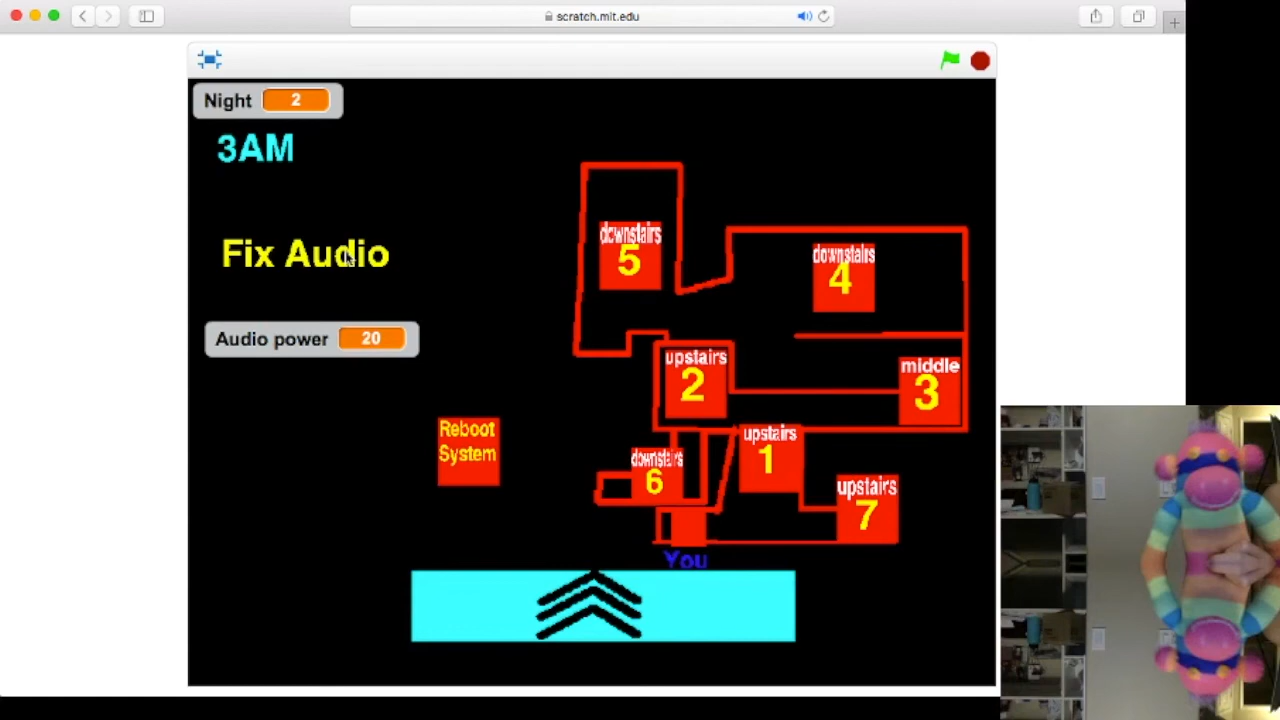 scratch.mit.edu
Night 2
3AM
Fix Audio
Audio power 20
downstairs
5
downstairs
4
upstairs
2
middle
3
Reboot
System
upstairs
1
downstairs
6
upstairs
7
You